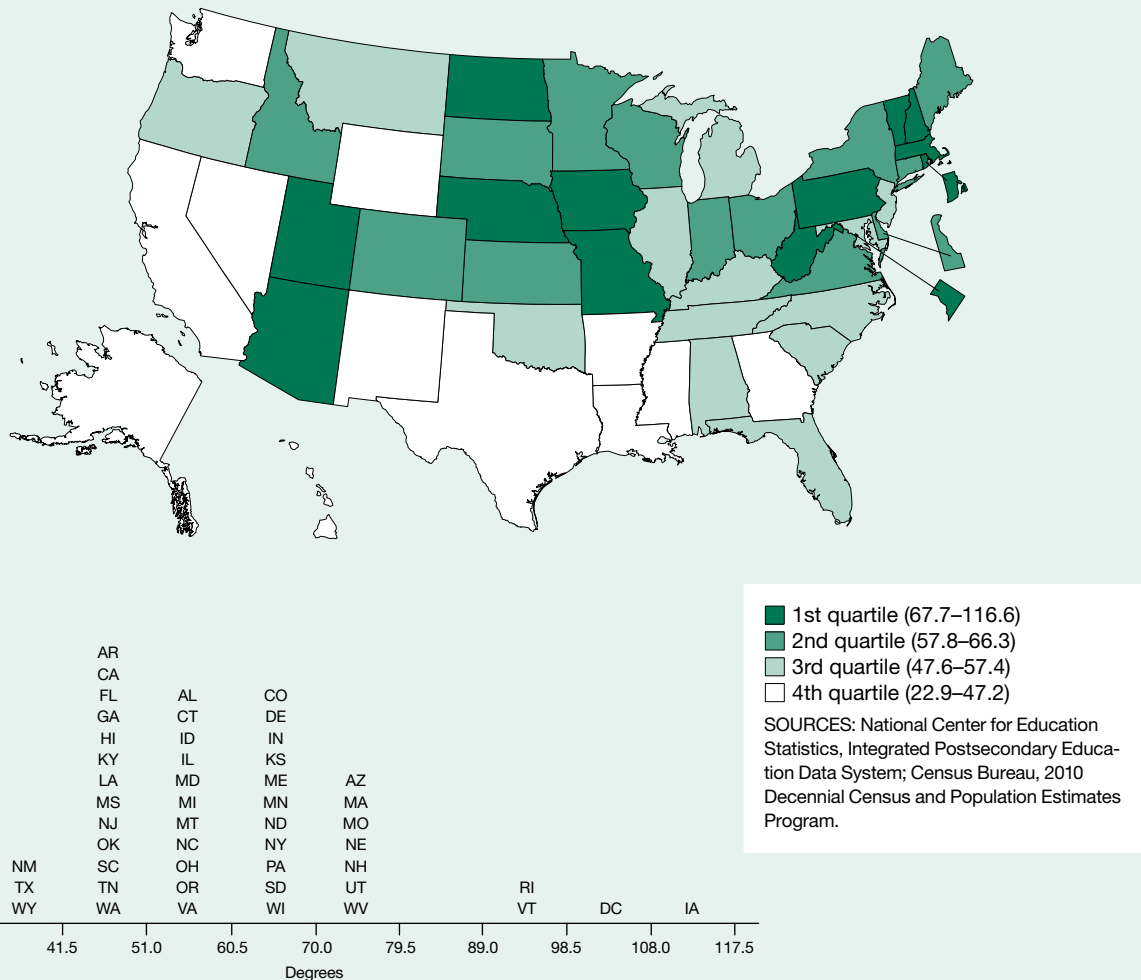 1st quartile (67.7–116.6)
2nd quartile (57.8–66.3)
3rd quartile (47.6–57.4)
4th quartile (22.9–47.2)
SOURCES: National Center for Education
Statistics, Integrated Postsecondary Educa-
tion Data System; Census Bureau, 2010
Decennial Census and Population Estimates
Program.
AR
CA
FL AL CO
GA CT DE
HI ID IN
KY IL KS
LA MD ME AZ
MS MI MN MA
NJ MT ND MO
OK NC NY NE
NM SC OH PA NH
TX TN OR SD UT RI
WY WA VA WI WV VT DC IA
41.5 51.0 60.5 70.0 79.5 89.0 98.5 108.0 117.5
Degrees